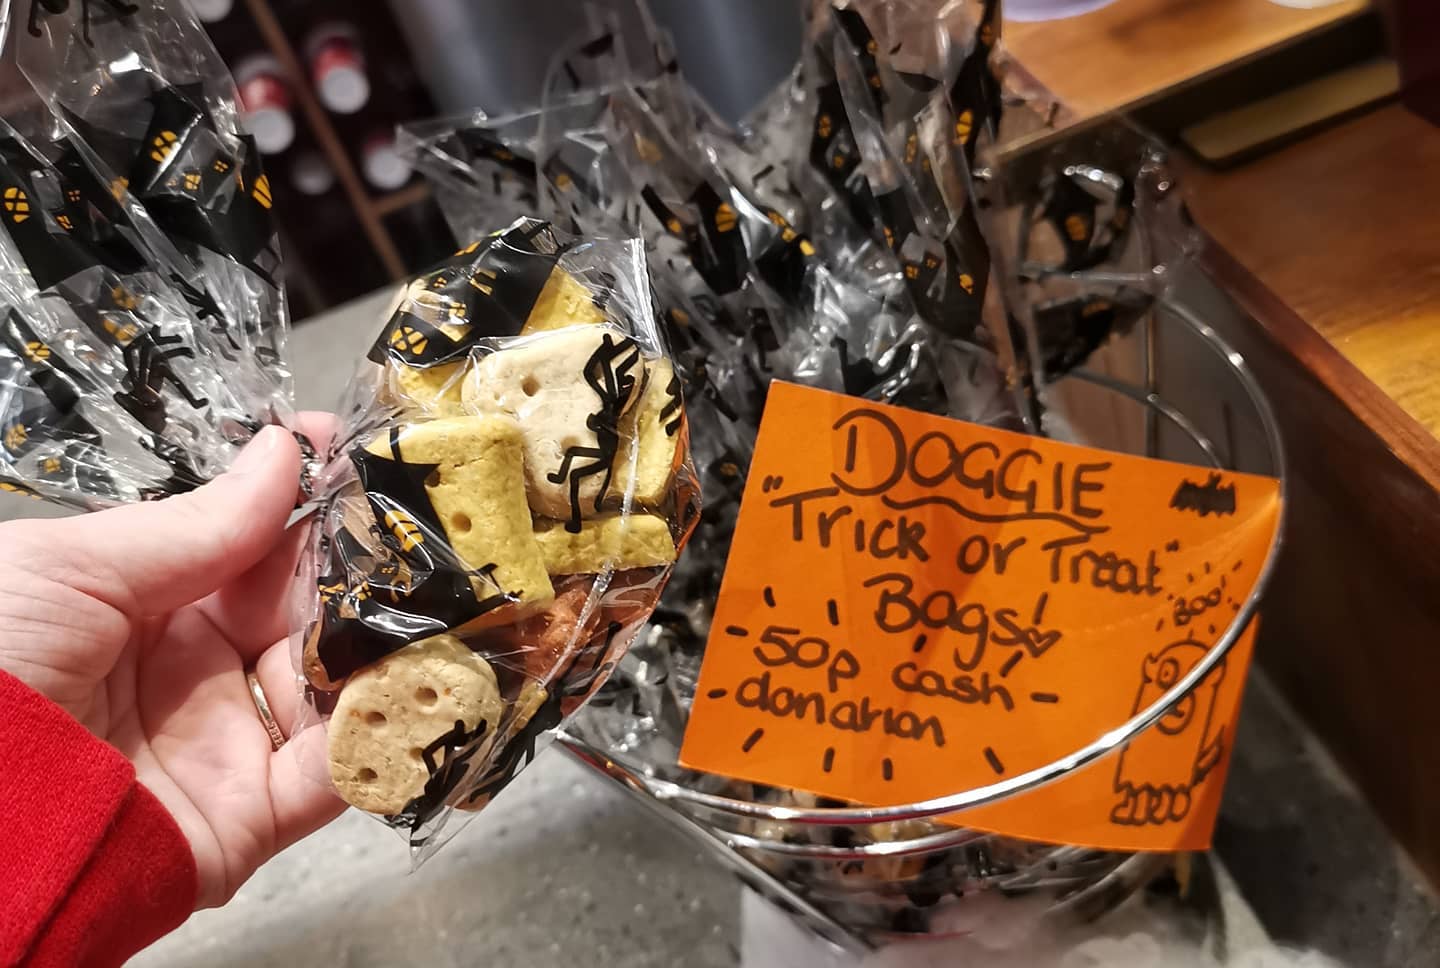 DOGGIE
"Trick or Treat"
Bags!
50p cash
donation
BOO!